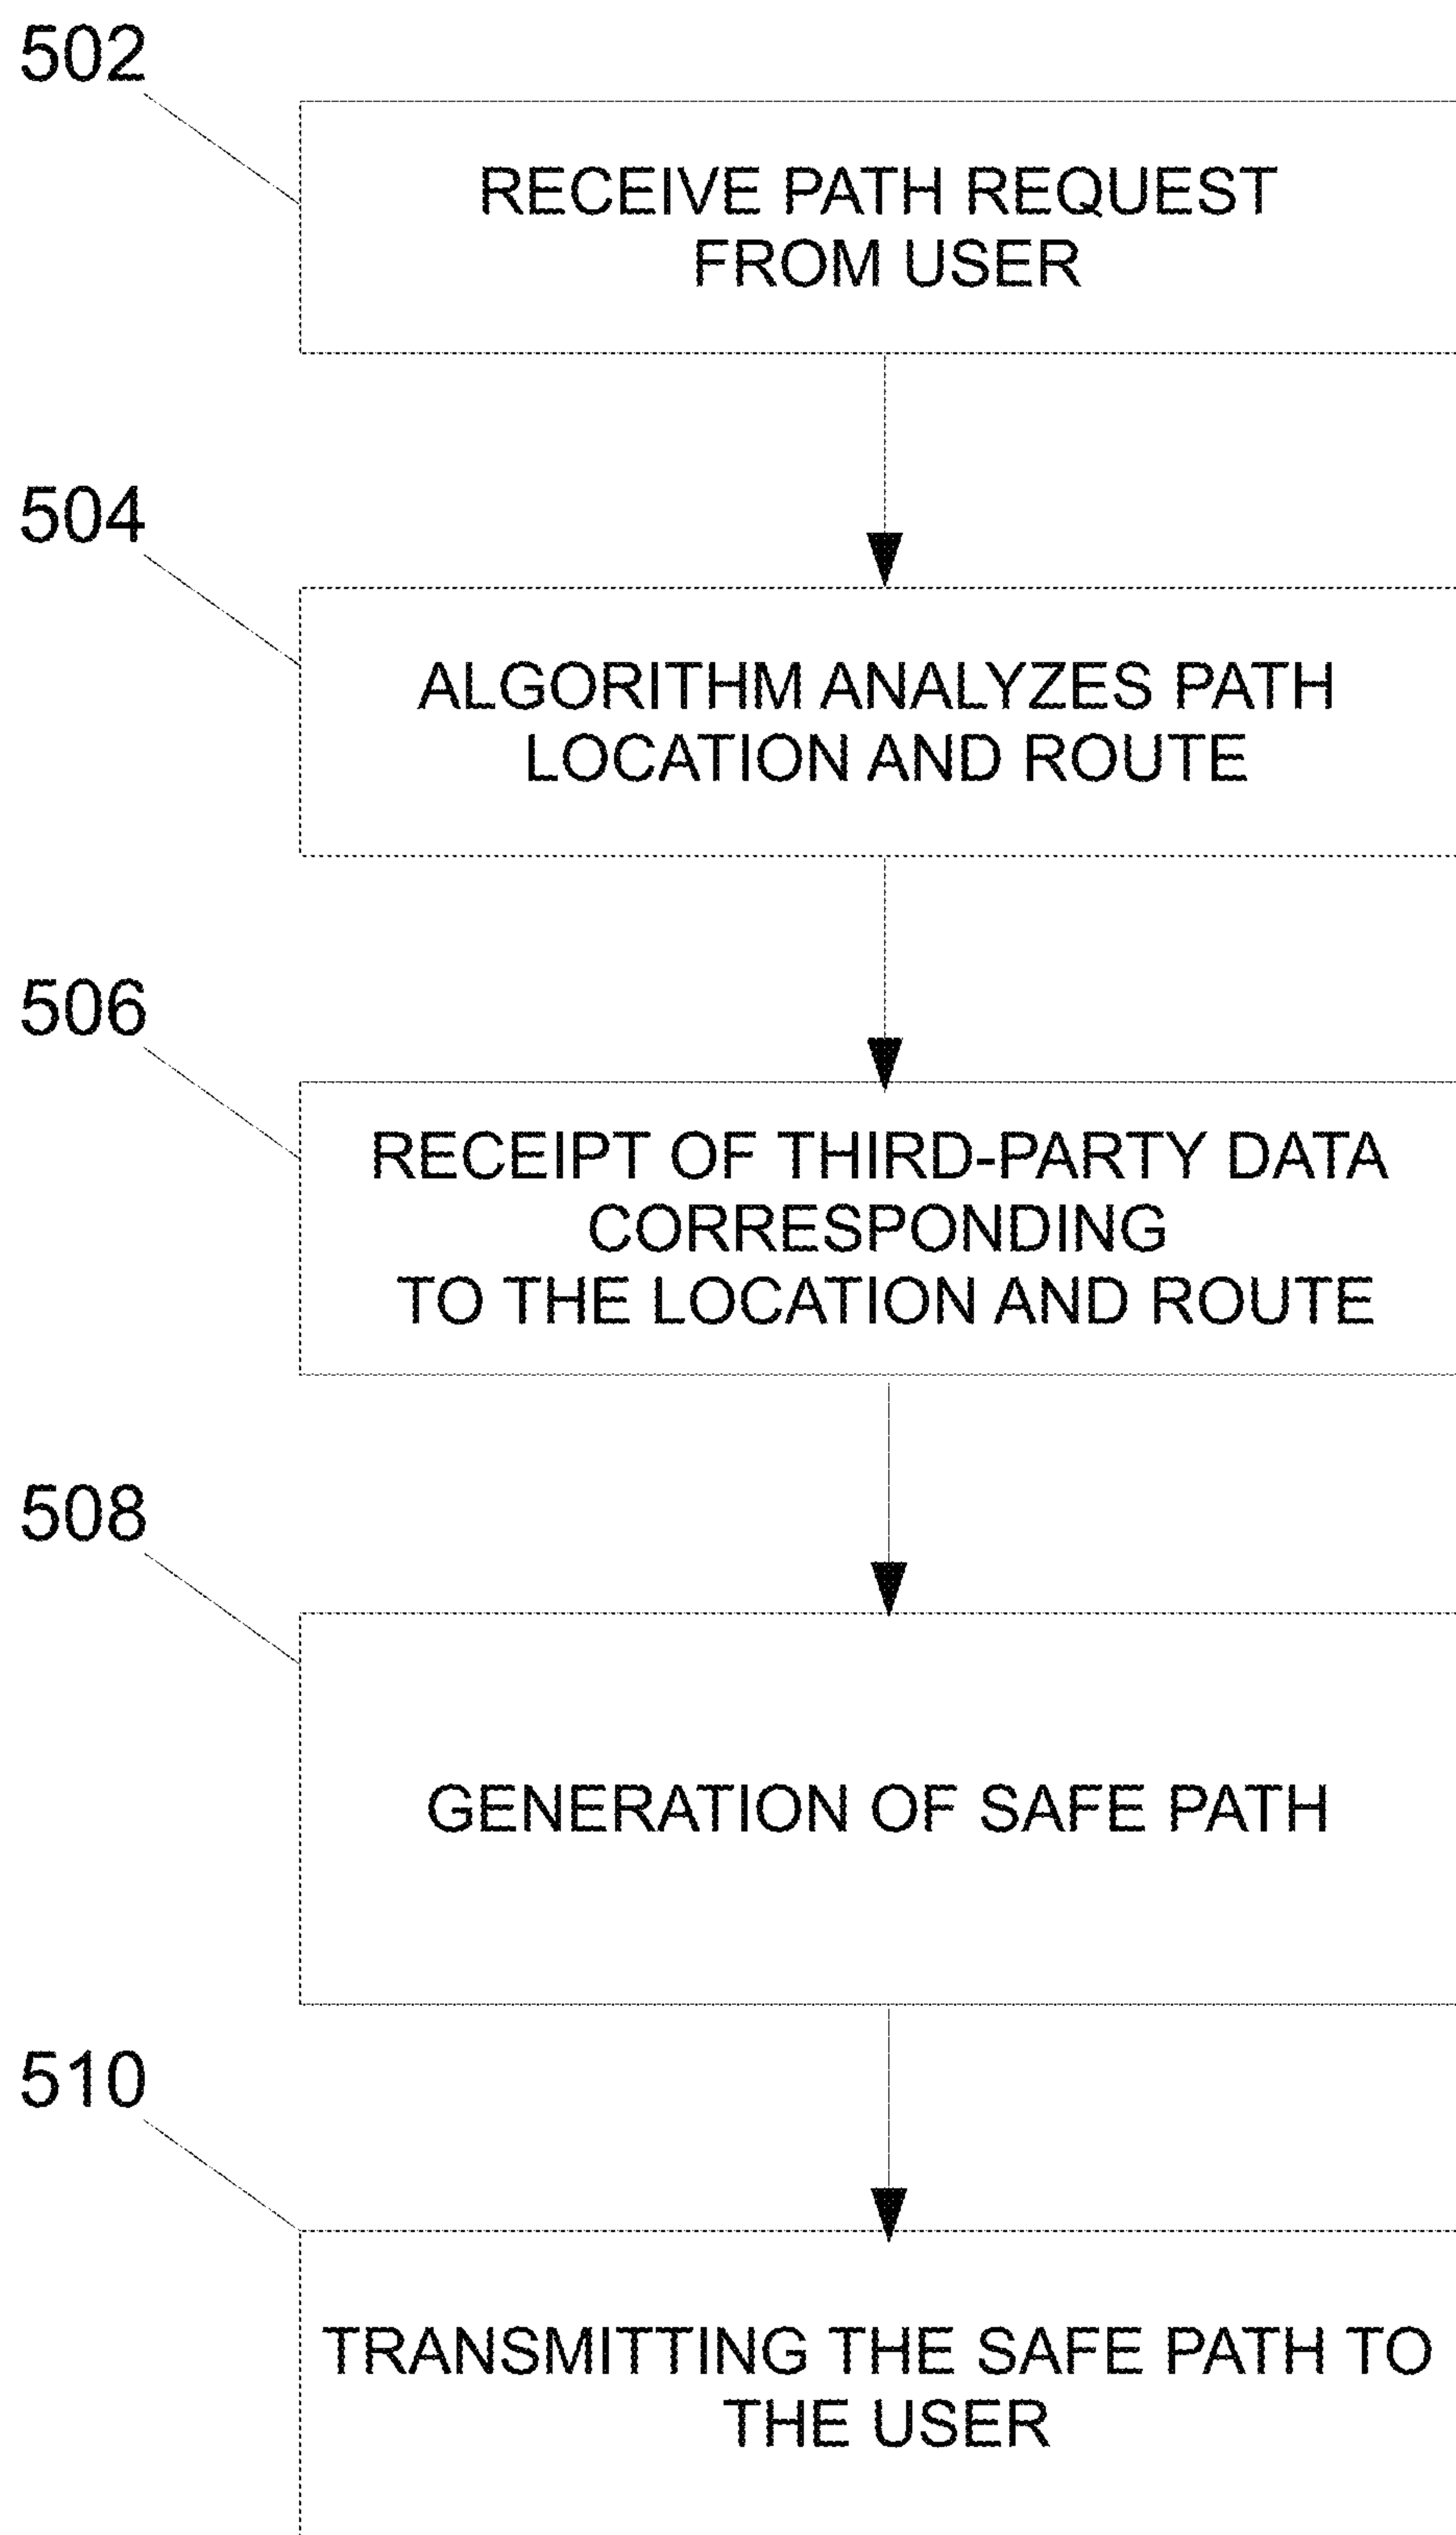 502
RECEIVE PATH REQUEST
FROM USER
504
ALGORITHM ANALYZES PATH
LOCATION AND ROUTE
506
RECEIPT OF THIRD-PARTY DATA
CORRESPONDING
TO THE LOCATION AND ROUTE
508
GENERATION OF SAFE PATH
510
TRANSMITTING THE SAFE PATH TO
THE USER